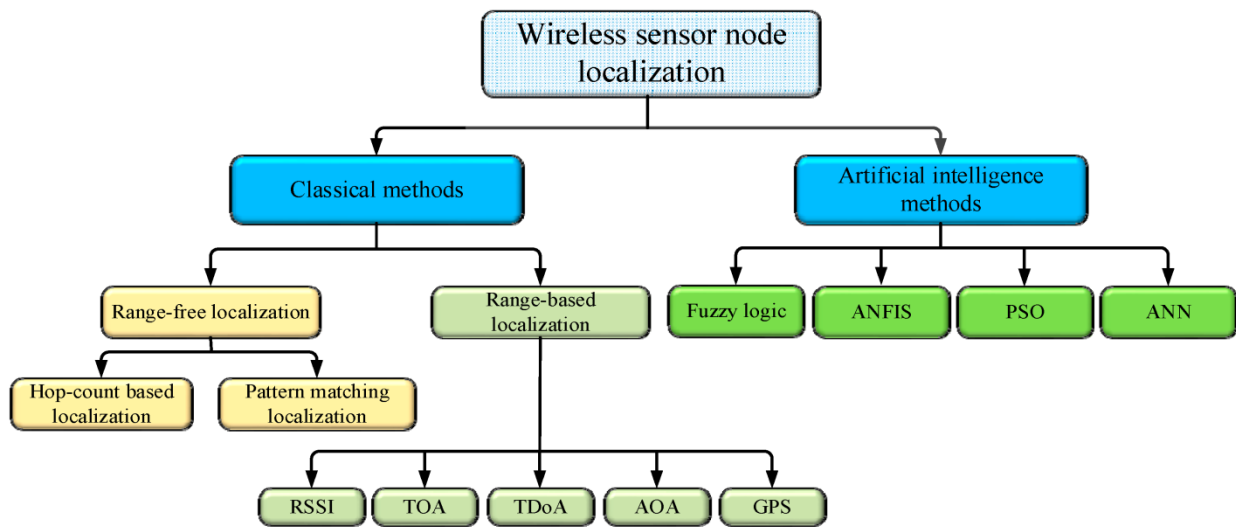 Wireless sensor node
localization
Classical methods
Artificial intelligence
methods
Range-free localization
Range-based
localization
Fuzzy logic
ANFIS
PSO
ANN
Hop-count based
localization
Pattern matching
localization
RSSI
TOA
TDoA
AOA
GPS